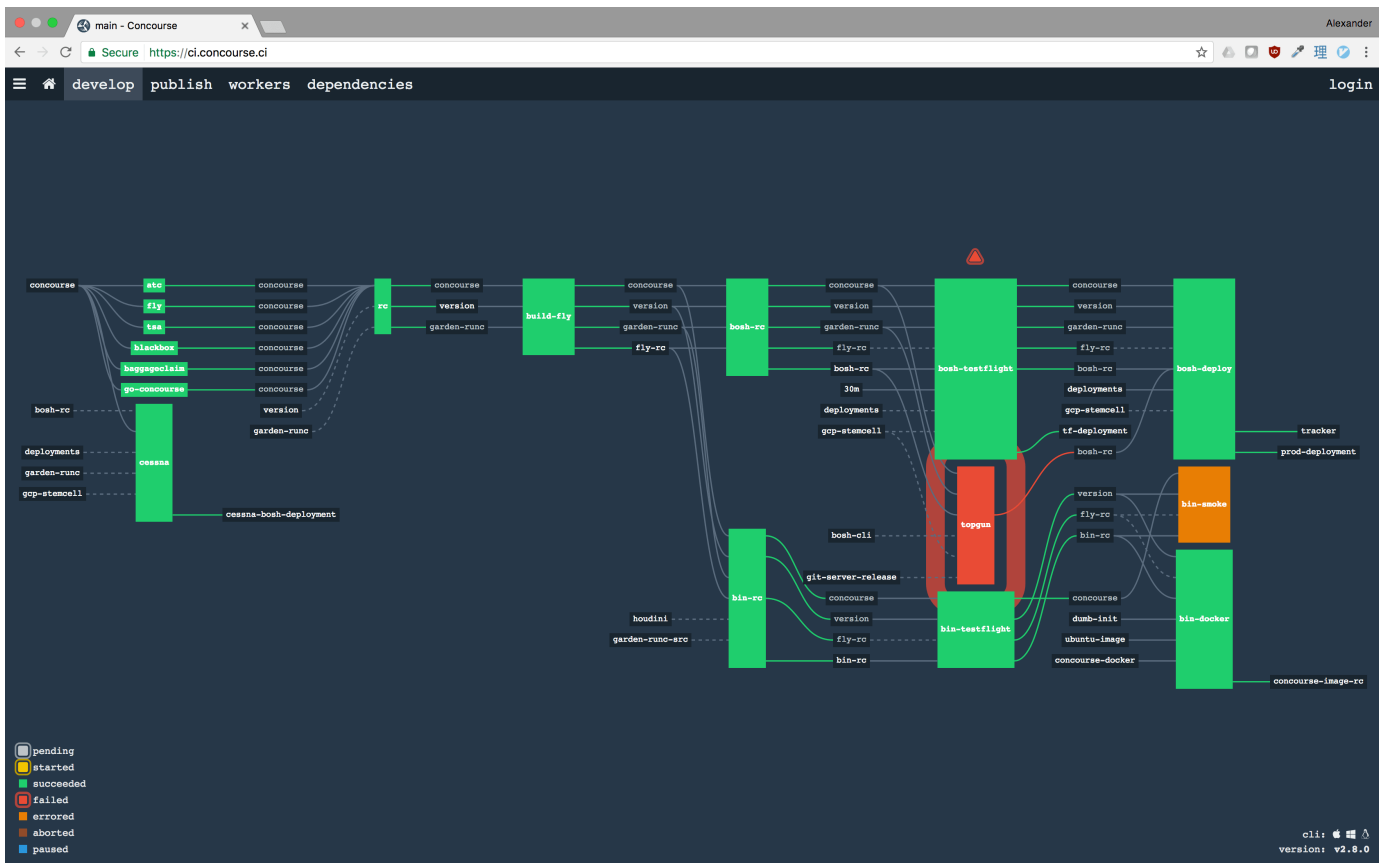 main - Concourse
Alexander
Secure https://ci.concourse.ci
develop publish workers dependencies login
concourse atc concourse rc concourse build-fly concourse bosh-rc concourse bosh-testflight concourse bosh-deploy
fly concourse version version version version
tsa concourse garden-runc garden-runc garden-runc garden-runc
blackbox concourse fly-rc fly-rc fly-rc
baggageclaim concourse bosh-rc bosh-rc
go-concourse concourse 30m deployments
bosh-rc version deployments gcp-stemcell
garden-runc gcp-stemcell tf-deployment tracker
deployments cessna bosh-rc prod-deployment
garden-runc
gcp-stemcell version bin-smoke
cessna-bosh-deployment topgun fly-rc
bosh-cli bin-rc
git-server-release
bin-rc concourse concourse
houdini version bin-testflight dumb-init bin-docker
garden-runc-src fly-rc ubuntu-image
bin-rc concourse-docker
concourse-image-rc
pending
started
succeeded
failed
errored
aborted
paused
cli:
version: v2.8.0